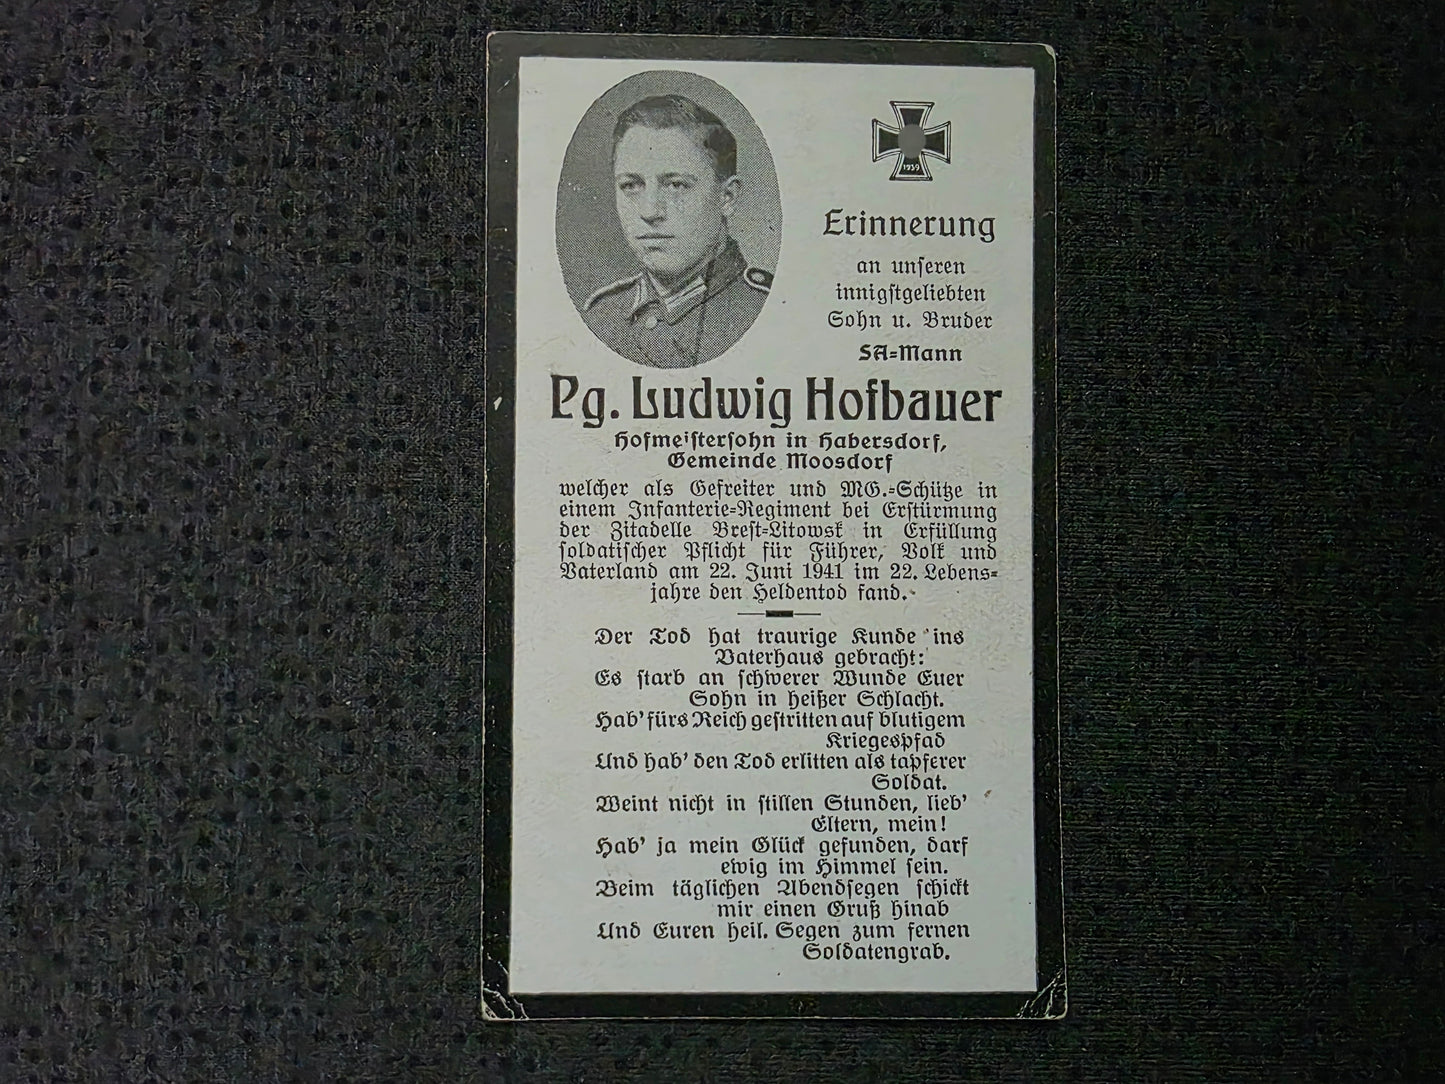 1939
Erinnerung
an unseren
innigstgeliebten
Sohn u. Bruder
SA=Mann
Pg. Ludwig Hofbauer
Hofmeistersohn in Habersdorf,
Gemeinde Moosdorf
welcher als Gefreiter und MG.=Schütze in
einem Infanterie=Regiment bei Erstürmung
der Zitadelle Brest=Litowsk in Erfüllung
soldatischer Pflicht für Führer, Volk und
Vaterland am 22. Juni 1941 im 22. Lebens=
jahre den Heldentod fand.
Der Tod hat traurige Kunde ins
Vaterhaus gebracht:
Es starb an schwerer Wunde Euer
Sohn in heißer Schlacht.
Hab' fürs Reich gestritten auf blutigem
Kriegespfad
Und hab' den Tod erlitten als tapferer
Soldat.
Weint nicht in stillen Stunden, lieb'
Eltern, mein!
Hab' ja mein Glück gefunden, darf
ewig im Himmel sein.
Beim täglichen Abendsegen schickt
mir einen Gruß hinab
Und Euren heil. Segen zum fernen
Soldatengrab.